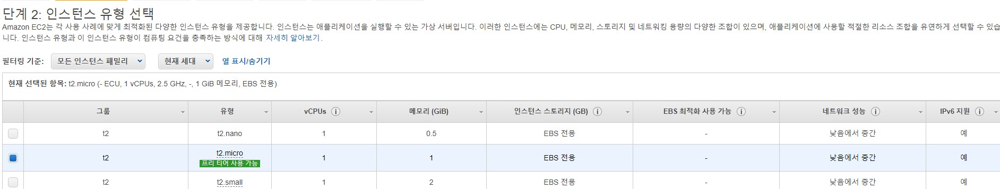 단계 2: 인스턴스 유형 선택
Amazon EC2는 각 사용 사례에 맞게 최적화된 다양한 인스턴스 유형을 제공합니다. 인스턴스는 애플리케이션을 실행할 수 있는 가상 서버입니다. 이러한 인스턴스에는 CPU, 메모리, 스토리지 및 네트워킹 용량의 다양한 조합이 있으며, 애플리케이션에 사용할 적절한 리소스 조합을 유연하게 선택할 수 있습
니다. 인스턴스 유형과 이 인스턴스 유형이 컴퓨팅 요건을 충족하는 방식에 대해 자세히 알아보기.
필터링 기준: 모든 인스턴스 패밀리 현재 세대 열 표시/숨기기
현재 선택된 항목: t2.micro (- ECU, 1 vCPUs, 2.5 GHz, -, 1 GiB 메모리, EBS 전용)
그룹 유형 vCPUs i 메모리 (GiB) 인스턴스 스토리지 (GB) i EBS 최적화 사용 가능 i 네트워크 성능 i IPv6 지원 i
t2 t2.nano 1 0.5 EBS 전용 - 낮음에서 중간 예
t2 t2.micro 1 1 EBS 전용 - 낮음에서 중간 예
프리 티어 사용 가능
t2 t2.small 1 2 EBS 전용 - 낮음에서 중간 예